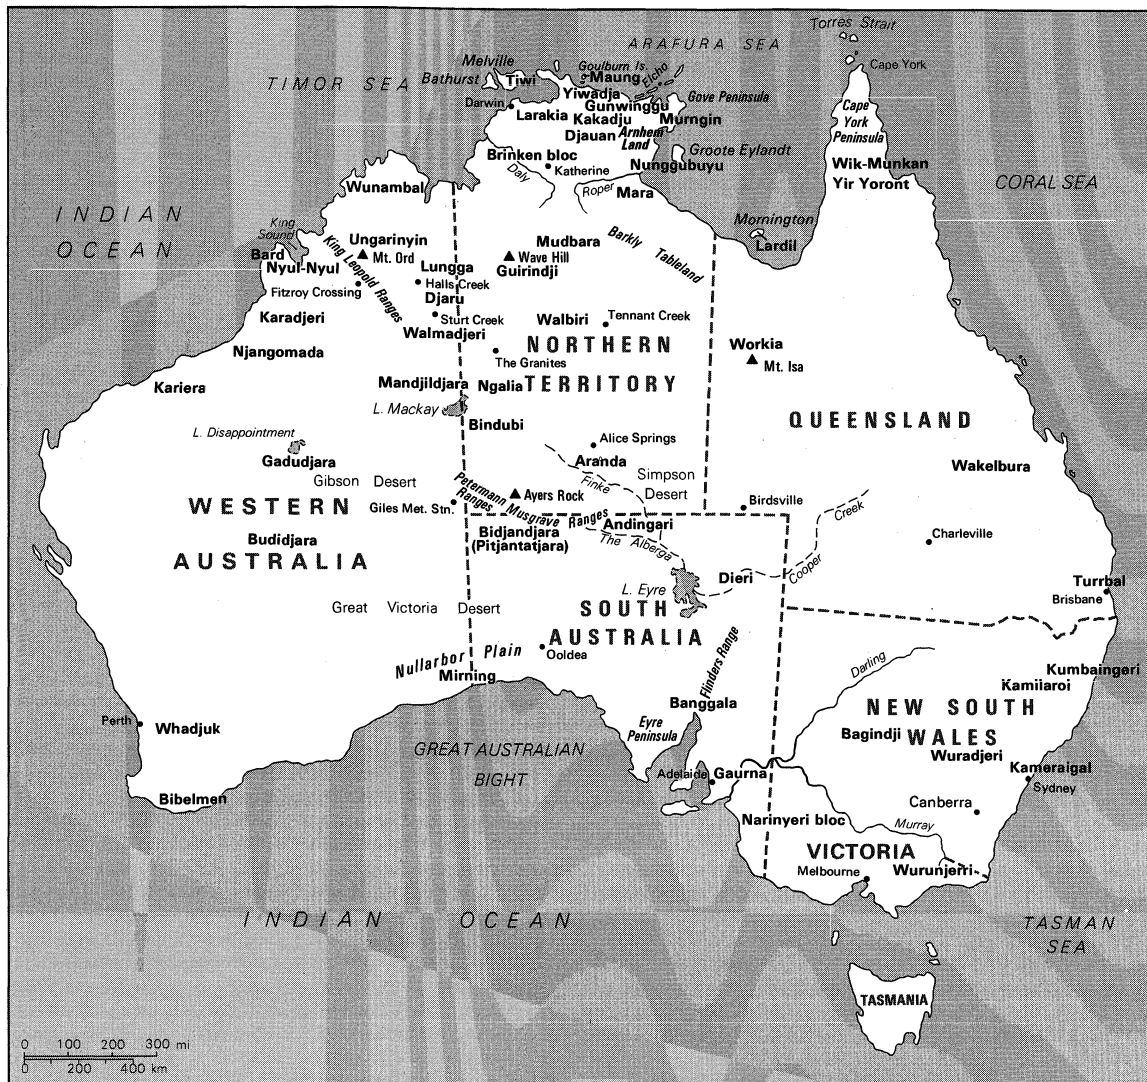 Torres Strait
ARAFURA SEA
Cape York
Melville
Goulburn Is.
Elcho
TIMOR SEA
Bathurst
Tiwi
Maung
Yiwadja
Gove Peninsula
Darwin
Gunwinggu
Larakia
Kakadju
Murngin
Cape
York
Peninsula
Djauan
Arnhem
Land
Groote Eylandt
Brinken bloc
Nunggubuyu
Katherine
Wik-Munkan
Daly
Roper
Mara
Yir Yoront
CORAL SEA
Wunambal
INDIAN
OCEAN
King
Sound
Mornington
Lardil
Ungarinyin
Mudbara
Barkly Tableland
Bard
Mt. Ord
Wave Hill
Nyul-Nyul
King Leopold Ranges
Lungga
Guirindji
Fitzroy Crossing
Halls Creek
Djaru
Karadjeri
Sturt Creek
Walbiri
Tennant Creek
Walmadjeri
NORTHERN
TERRITORY
Workia
Njangomada
The Granites
Mt. Isa
Kariera
Mandjildjara
Ngalia
L. Mackay
Bindubi
QUEENSLAND
L. Disappointment
Alice Springs
Gadudjara
Aranda
Wakelbura
Gibson Desert
Finke
Simpson
Desert
Petermann
Ranges
Ayers Rock
Birdsville
WESTERN
AUSTRALIA
Giles Met. Stn.
Musgrave Ranges
Andingari
Creek
Budidjara
Bidjandjara
(Pitjantatjara)
The Alberga
Charleville
Cooper
Dieri
L. Eyre
Turrbal
Brisbane
Great Victoria Desert
SOUTH
AUSTRALIA
Nullarbor Plain
Ooldea
Flinders Range
Darling
Mirning
Kumbaingeri
Kamiiaroi
Banggala
NEW SOUTH
WALES
Perth
Whadjuk
Eyre
Peninsula
Bagindji
GREAT AUSTRALIAN
BIGHT
Wuradjeri
Adelaide
Gaurna
Kameraigal
Sydney
Bibelmen
Canberra
Narinyeri bloc
Murray
VICTORIA
Melbourne
Wurunjerri
INDIAN OCEAN
TASMAN
SEA
TASMANIA
0 100 200 300 mi
0 200 400 km